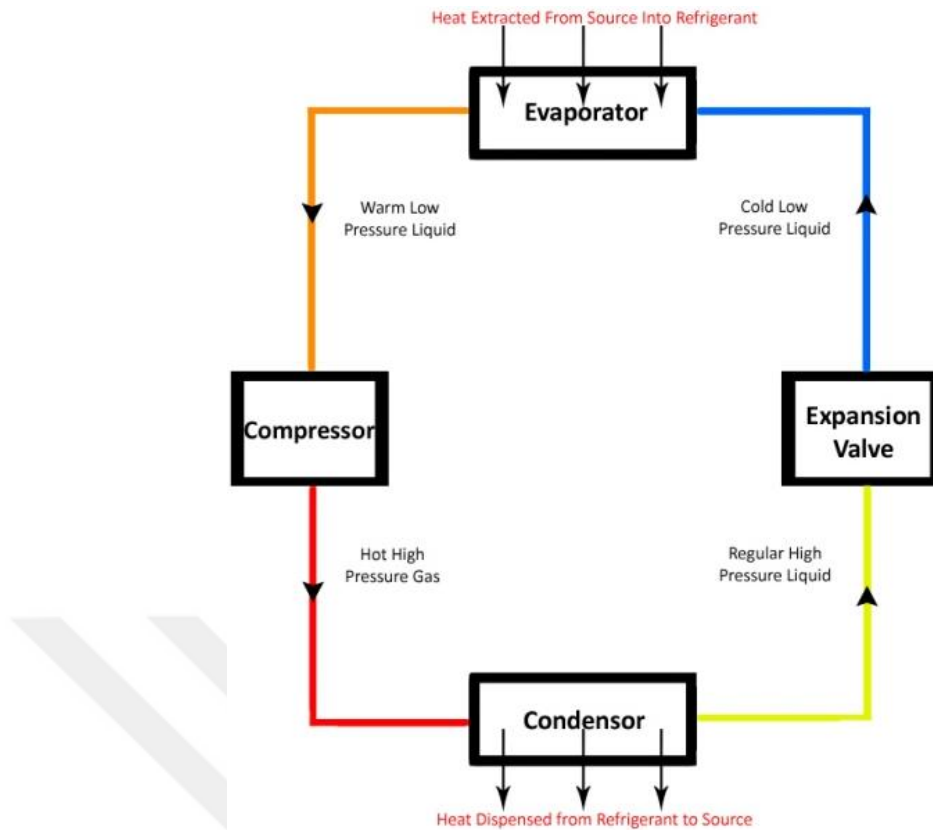 Heat Extracted From Source Into Refrigerant
Evaporator
Warm Low
Pressure Liquid
Cold Low
Pressure Liquid
Compressor
Expansion
Valve
Hot High
Pressure Gas
Regular High
Pressure Liquid
Condensor
Heat Dispensed from Refrigerant to Source